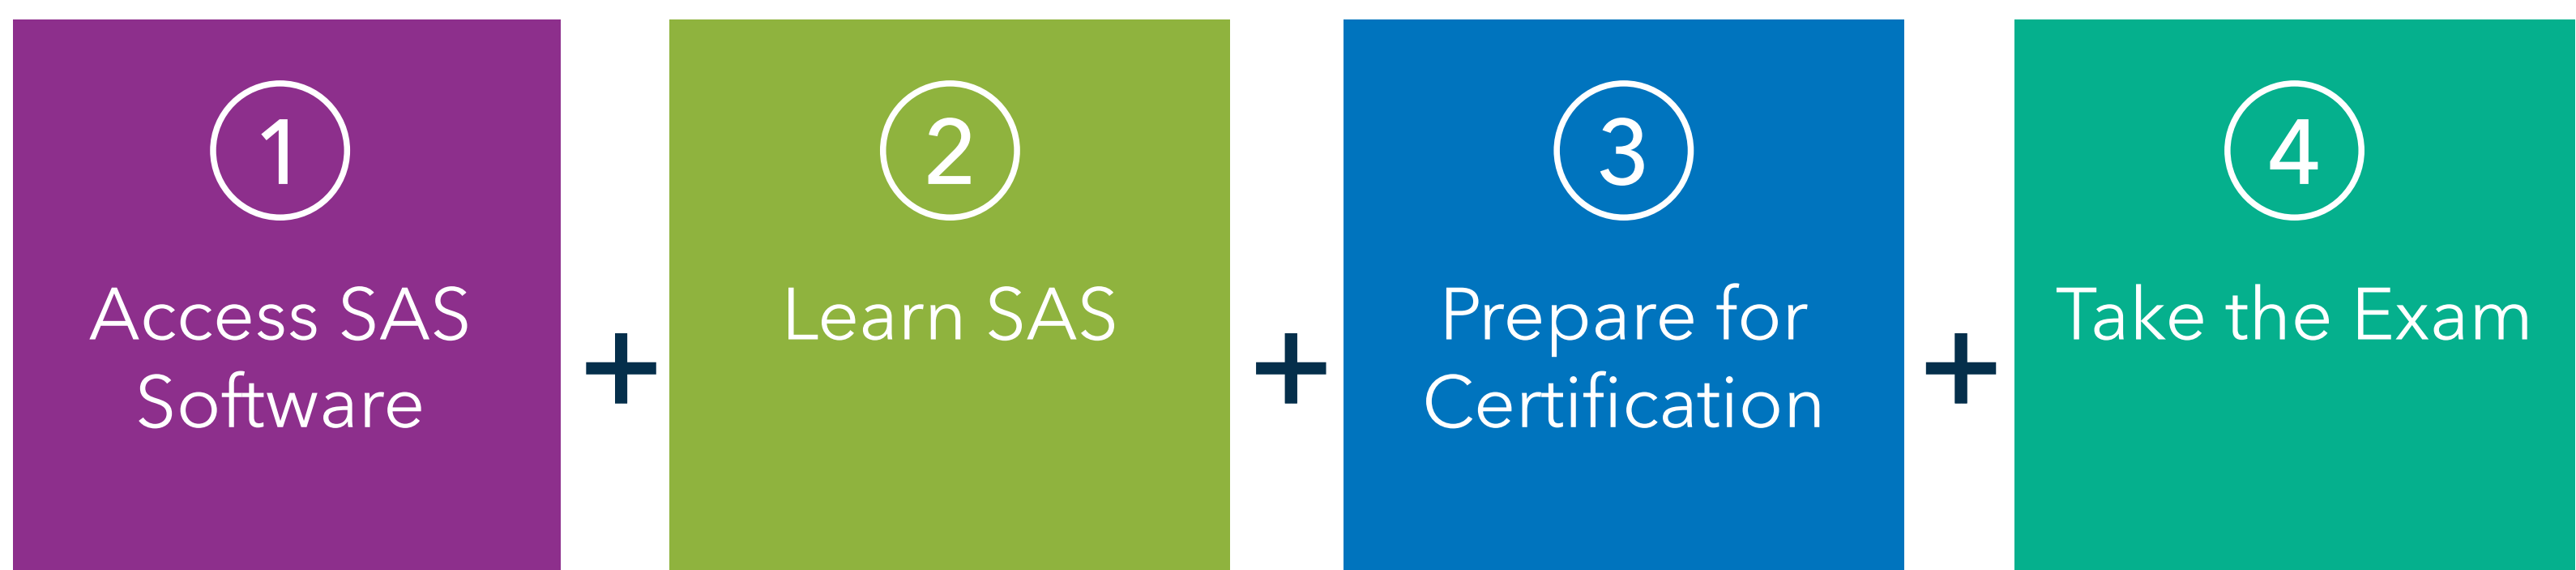 1
Access SAS
Software
+
2
Learn SAS
+
3
Prepare for
Certification
+
4
Take the Exam